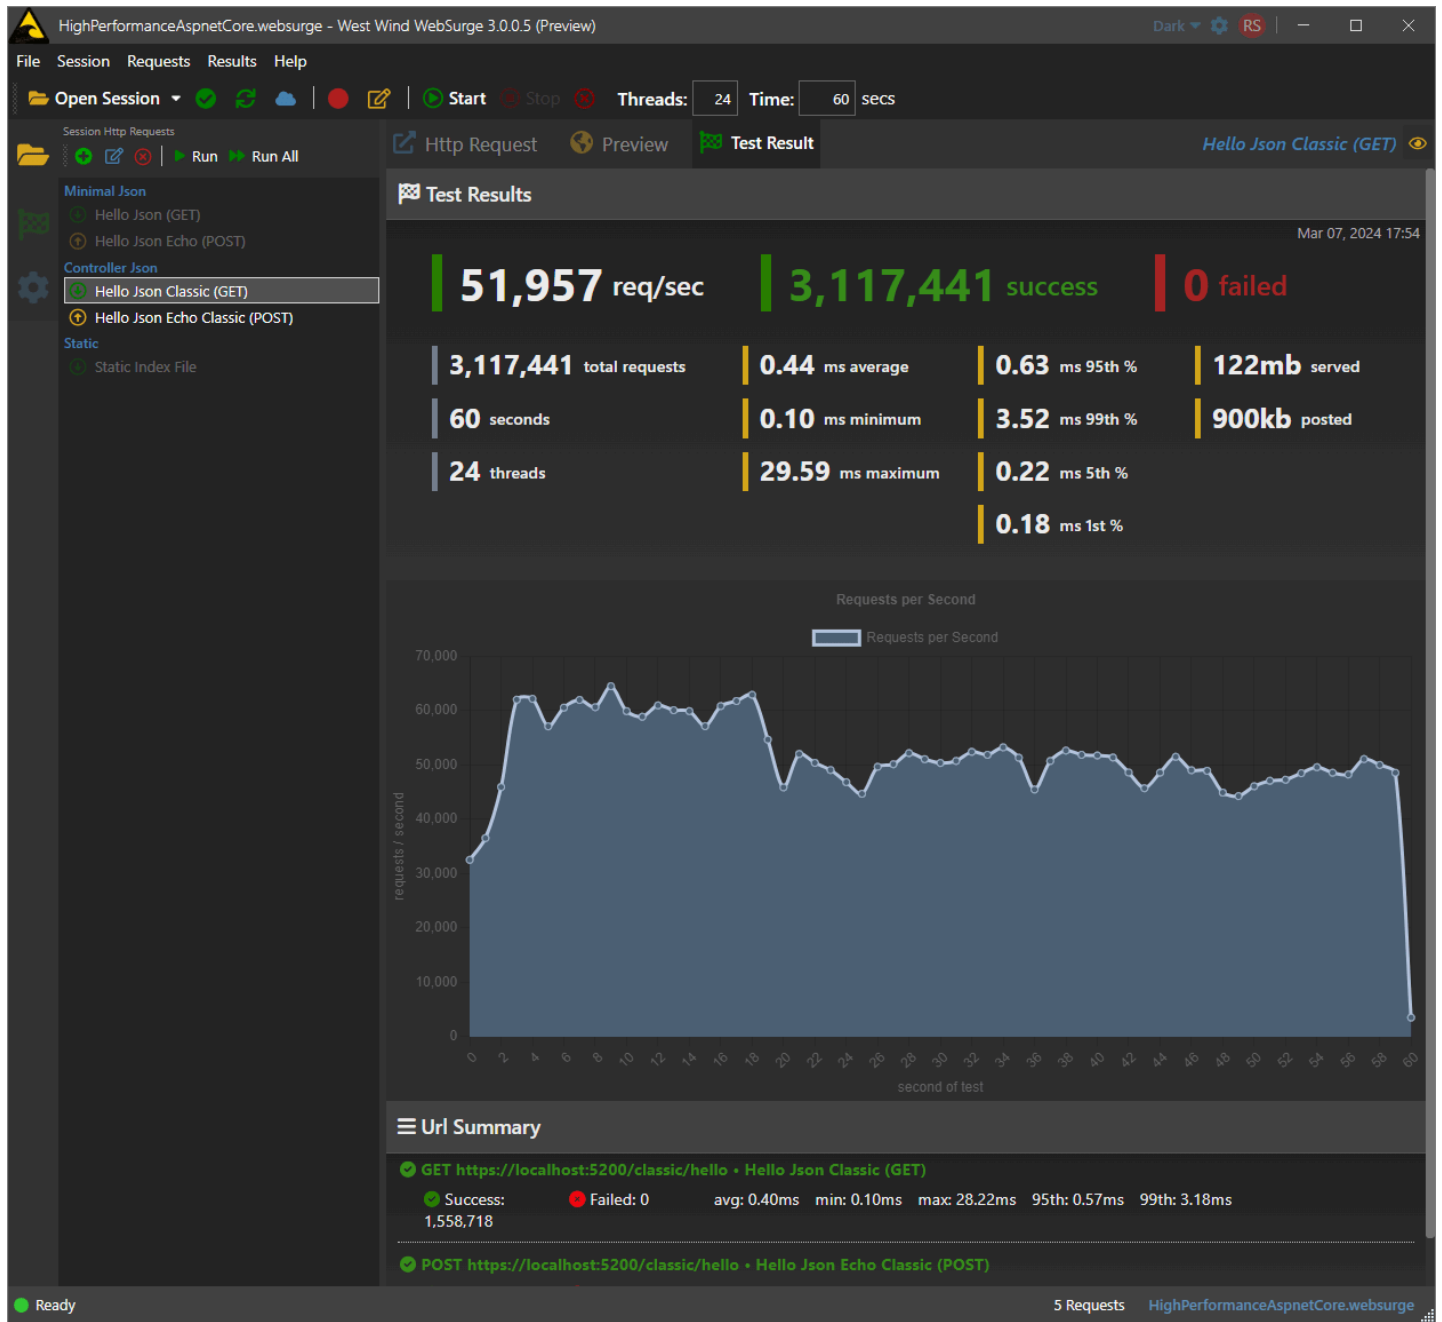 HighPerformanceAspnetCore.websurge - West Wind WebSurge 3.0.0.5 (Preview)
Dark
RS
File Session Requests Results Help
Open Session Start Stop Threads: 24 Time: 60 secs
Session Http Requests
Run Run All
Minimal Json
Hello Json (GET)
Hello Json Echo (POST)
Controller Json
Hello Json Classic (GET)
Hello Json Echo Classic (POST)
Static
Static Index File
Http Request Preview Test Result
Hello Json Classic (GET)
Test Results
Mar 07, 2024 17:54
51,957 req/sec 3,117,441 success 0 failed
3,117,441 total requests 0.44 ms average 0.63 ms 95th % 122mb served
60 seconds 0.10 ms minimum 3.52 ms 99th % 900kb posted
24 threads 29.59 ms maximum 0.22 ms 5th %
0.18 ms 1st %
Requests per Second
Requests per Second
70,000
60,000
50,000
40,000
30,000
20,000
10,000
0
requests / second
0 2 4 6 8 10 12 14 16 18 20 22 24 26 28 30 32 34 36 38 40 42 44 46 48 50 52 54 56 58 60
second of test
Url Summary
GET https://localhost:5200/classic/hello • Hello Json Classic (GET)
Success: Failed: 0 avg: 0.40ms min: 0.10ms max: 28.22ms 95th: 0.57ms 99th: 3.18ms
1,558,718
POST https://localhost:5200/classic/hello • Hello Json Echo Classic (POST)
Ready
5 Requests HighPerformanceAspnetCore.websurge